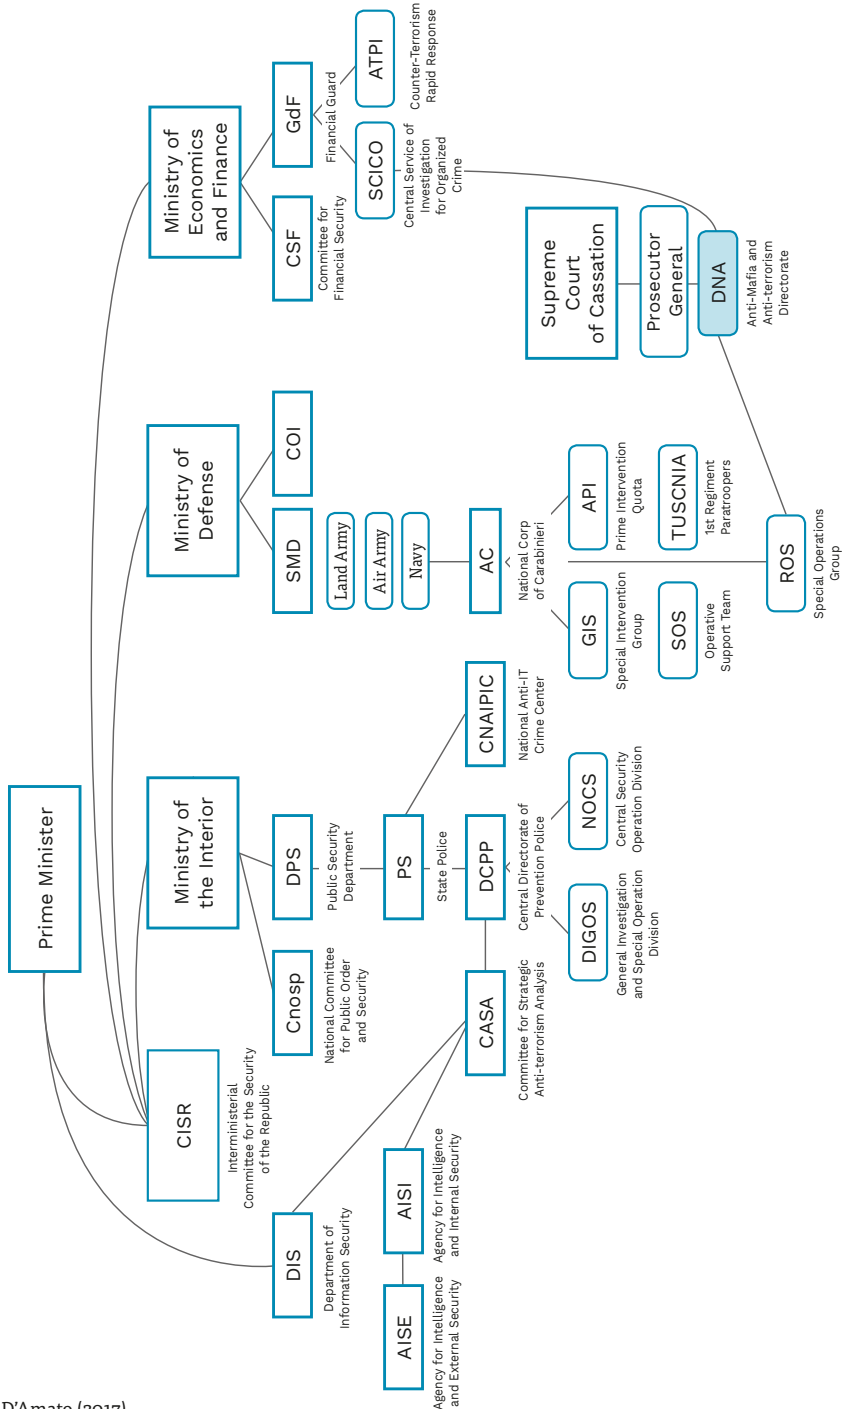 Prime Minister
CISR
Interministerial
Committee for the Security
of the Republic
Ministry of
the Interior
Ministry of
Defense
Ministry of
Economics
and Finance
DIS
Department of
Information Security
Cnosp
National Committee
for Public Order
and Security
DPS
Public Security
Department
SMD
COI
CSF
Committee for
Financial Security
GdF
Financial Guard
Land Army
Air Army
Navy
SCICO
Central Service of
Investigation
for Organized
Crime
ATPI
Counter-Terrorism
Rapid Response
AISE
Agency for Intelligence
and External Security
AISI
Agency for Intelligence
and Internal Security
PS
State Police
CASA
Committee for Strategic
Anti-terrorism Analysis
DCPP
Central Directorate of
Prevention Police
CNAIPIC
National Anti-IT
Crime Center
AC
National Corp
of Carabinieri
Supreme
Court
of Cassation
DIGOS
General Investigation
and Special Operation
Division
NOCS
Central Security
Operation Division
GIS
Special Intervention
Group
API
Prime Intervention
Quota
Prosecutor
General
SOS
Operative
Support Team
TUSCNIA
1st Regiment
Paratroopers
DNA
Anti-Mafia and
Anti-terrorism
Directorate
ROS
Special Operations
Group
D'Amato (2017)